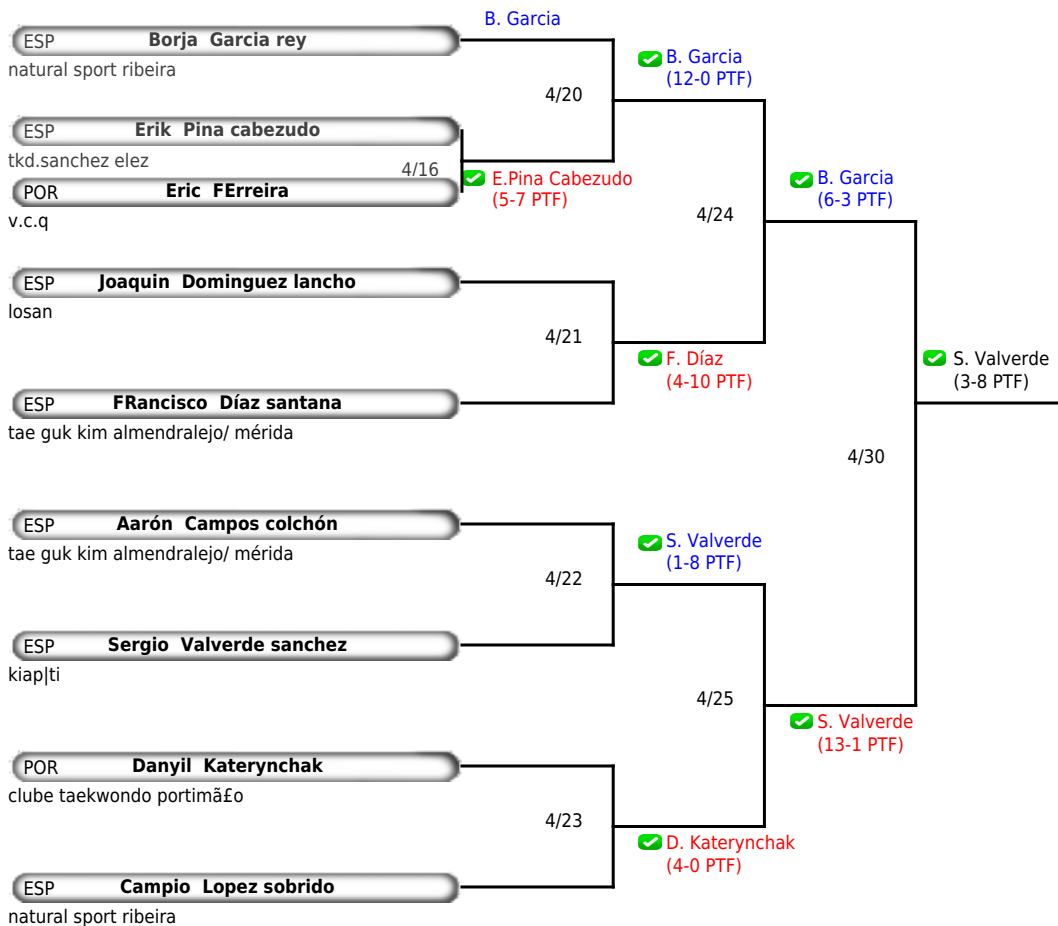 B. Garcia
ESP Borja Garcia rey
natural sport ribeira
B. Garcia
(12-0 PTF)
4/20
ESP Erik Pina cabezudo
tkd.sanchez elez
4/16
E.Pina Cabezudo
(5-7 PTF)
POR Eric FErreira
v.c.q
B. Garcia
(6-3 PTF)
4/24
ESP Joaquin Dominguez lancho
losan
4/21
F. Díaz
(4-10 PTF)
S. Valverde
(3-8 PTF)
ESP FRancisco Díaz santana
tae guk kim almendralejo/ mérida
4/30
ESP Aarón Campos colchón
tae guk kim almendralejo/ mérida
S. Valverde
(1-8 PTF)
4/22
ESP Sergio Valverde sanchez
kiap|ti
4/25
S. Valverde
(13-1 PTF)
POR Danyil Katerynchak
clube taekwondo portimã£o
4/23
D. Katerynchak
(4-0 PTF)
ESP Campio Lopez sobrido
natural sport ribeira